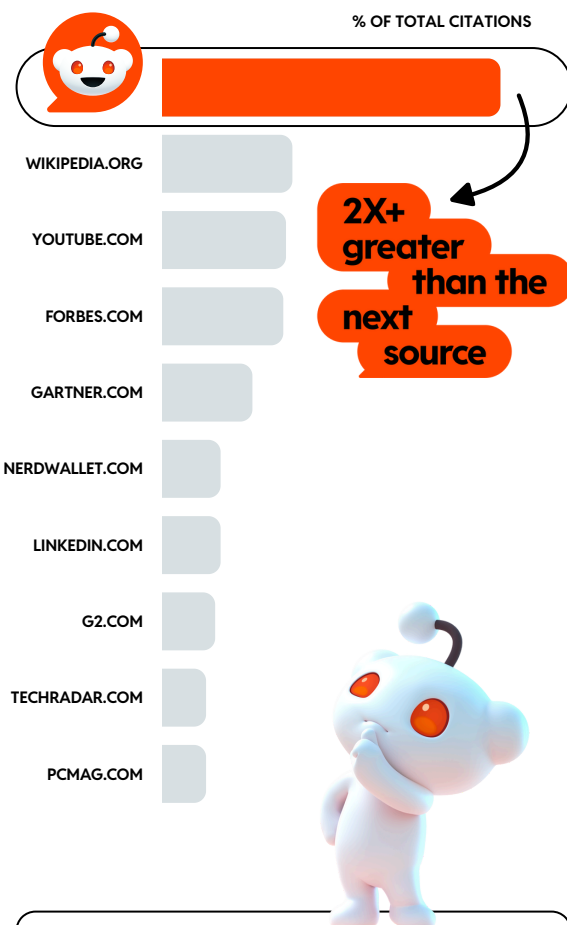 % OF TOTAL CITATIONS
WIKIPEDIA.ORG
YOUTUBE.COM
2X+
greater
than the
next
source
FORBES.COM
GARTNER.COM
NERDWALLET.COM
LINKEDIN.COM
G2.COM
TECHRADAR.COM
PCMAG.COM